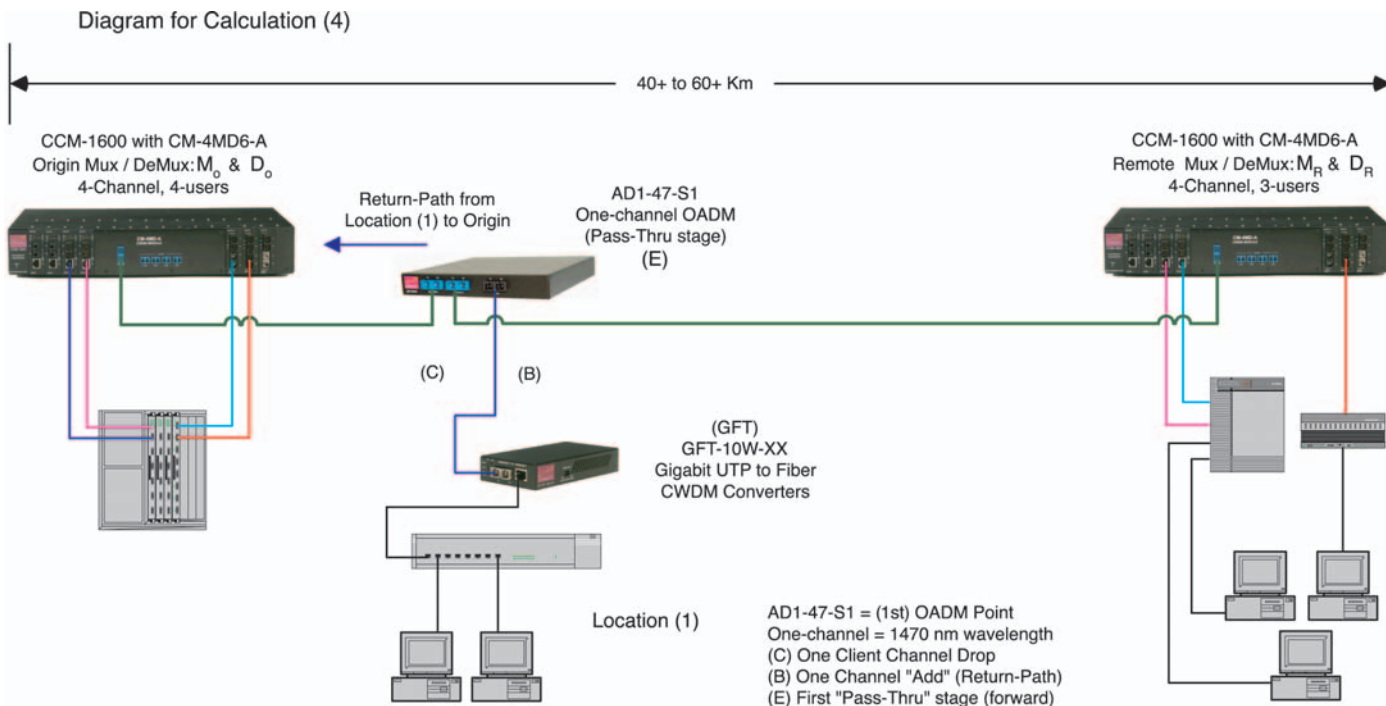 Diagram for Calculation (4)
40+ to 60+ Km
CCM-1600 with CM-4MD6-A
Origin Mux / DeMux: Mo & Do
4-Channel, 4-users
Return-Path from
Location (1) to Origin
AD1-47-S1
One-channel OADM
(Pass-Thru stage)
(E)
CCM-1600 with CM-4MD6-A
Remote Mux / DeMux: MR & DR
4-Channel, 3-users
(C)
(B)
(GFT)
GFT-10W-XX
Gigabit UTP to Fiber
CWDM Converters
Location (1)
AD1-47-S1 = (1st) OADM Point
One-channel = 1470 nm wavelength
(C) One Client Channel Drop
(B) One Channel "Add" (Return-Path)
(E) First "Pass-Thru" stage (forward)